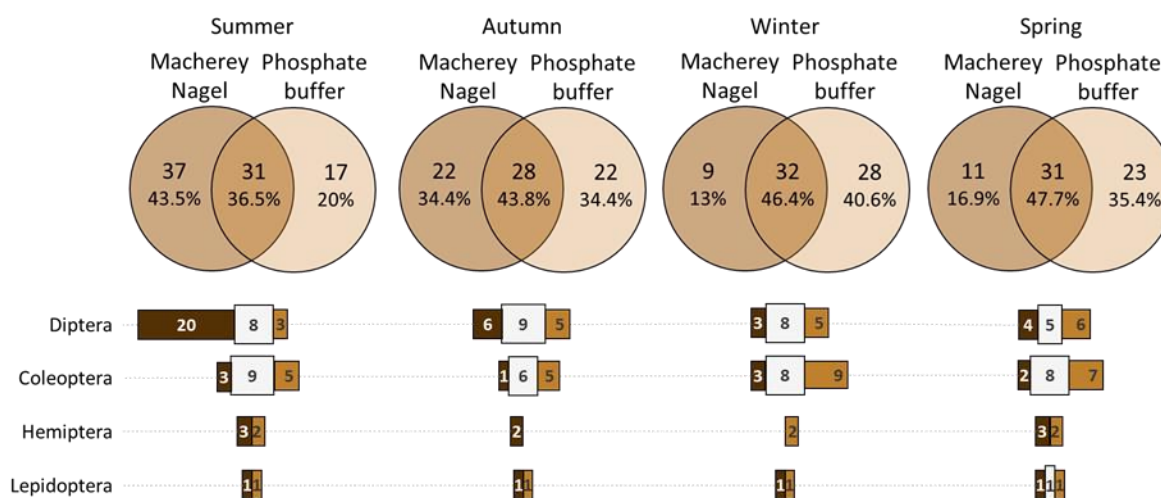 Summer Autumn Winter Spring
Macherey Nagel Phosphate buffer Macherey Nagel Phosphate buffer Macherey Nagel Phosphate buffer Macherey Nagel Phosphate buffer
37 31 17 22 28 22 9 32 28 11 31 23
43.5% 36.5% 20% 34.4% 43.8% 34.4% 13% 46.4% 40.6% 16.9% 47.7% 35.4%
Diptera 20 8 3 6 9 5 3 8 5 4 5 6
Coleoptera 3 9 5 1 6 5 3 8 9 2 8 7
Hemiptera 3 2 2 2 3 2
Lepidoptera 1 1 1 1 1 1 1 1 1